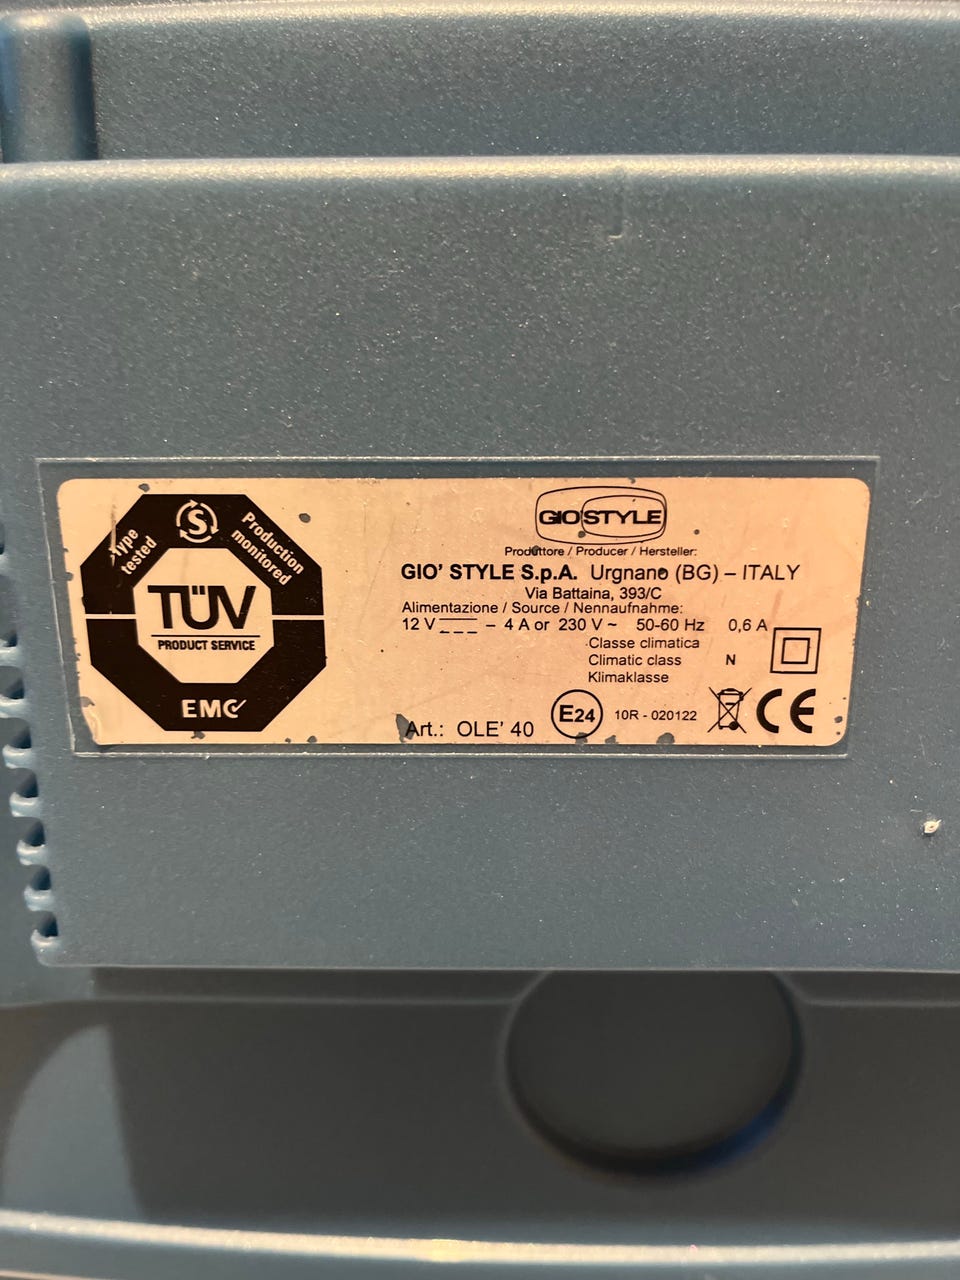 Type tested
S
Production monitored
TÜV
PRODUCT SERVICE
EMC
GIOSTYLE
Produttore / Producer / Hersteller:
GIO' STYLE S.p.A. Urgnano (BG) – ITALY
Via Battaina, 393/C
Alimentazione / Source / Nennaufnahme:
12 V ⎓ – 4 A or 230 V ~ 50-60 Hz 0,6 A
Classe climatica
Climatic class N
Klimaklasse
Art.: OLE' 40
E24 10R - 020122 CE